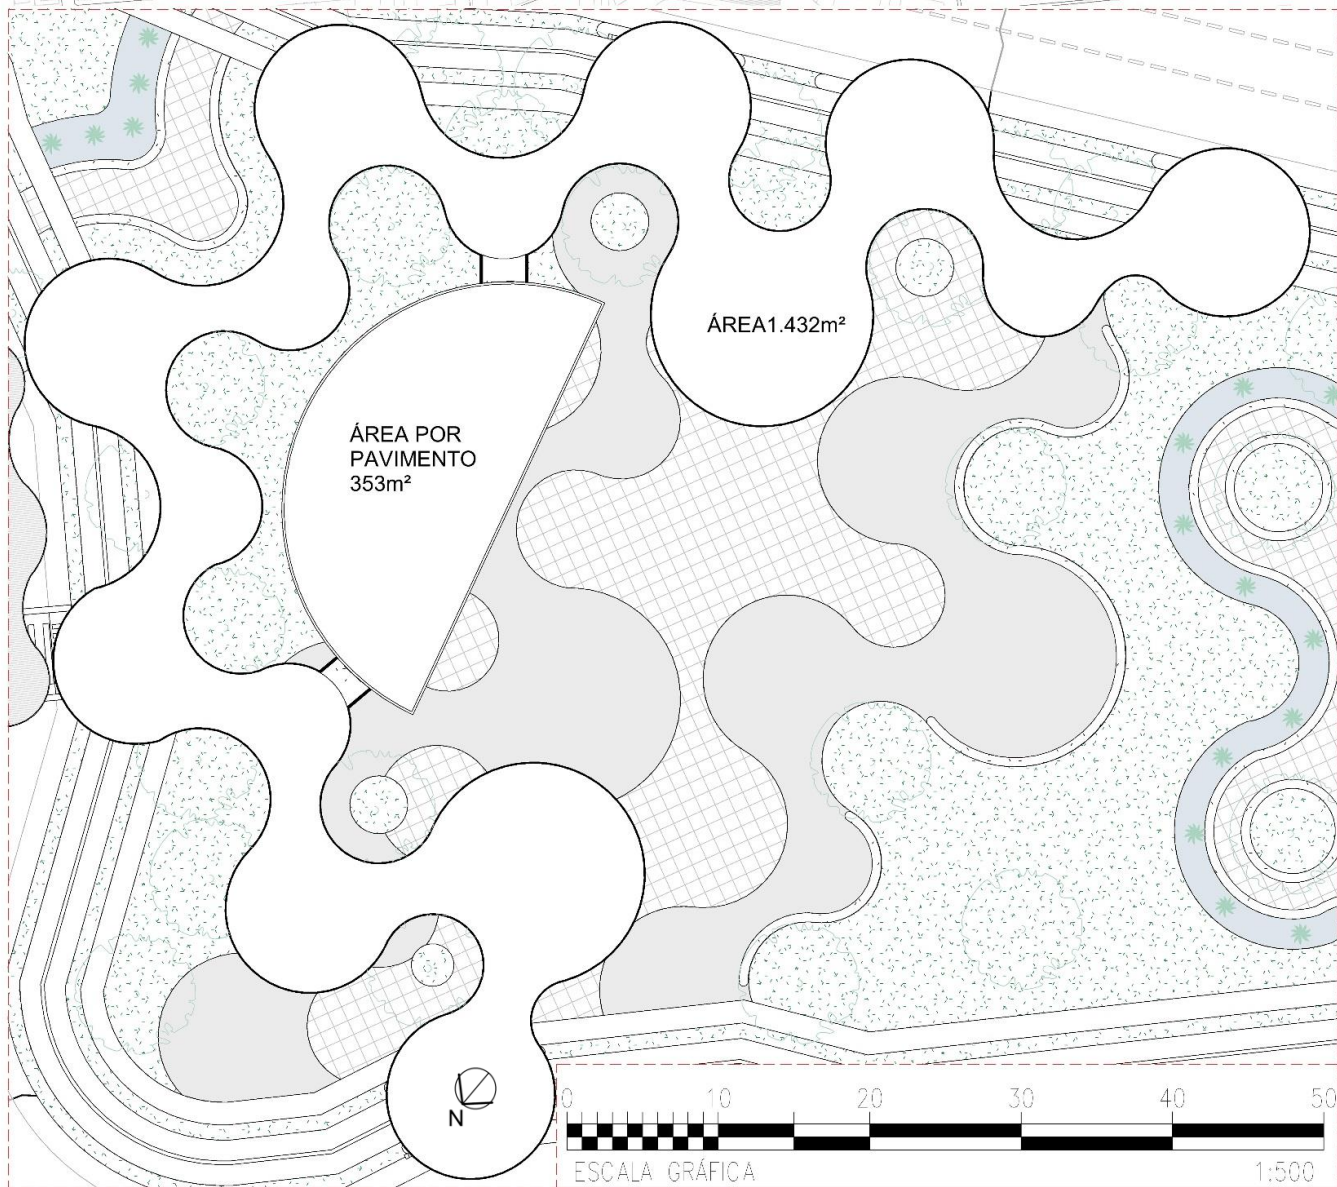 ÁREA1.432m²
ÁREA POR
PAVIMENTO
353m²
N
0 10 20 30 40 50
ESCALA GRÁFICA 1:500